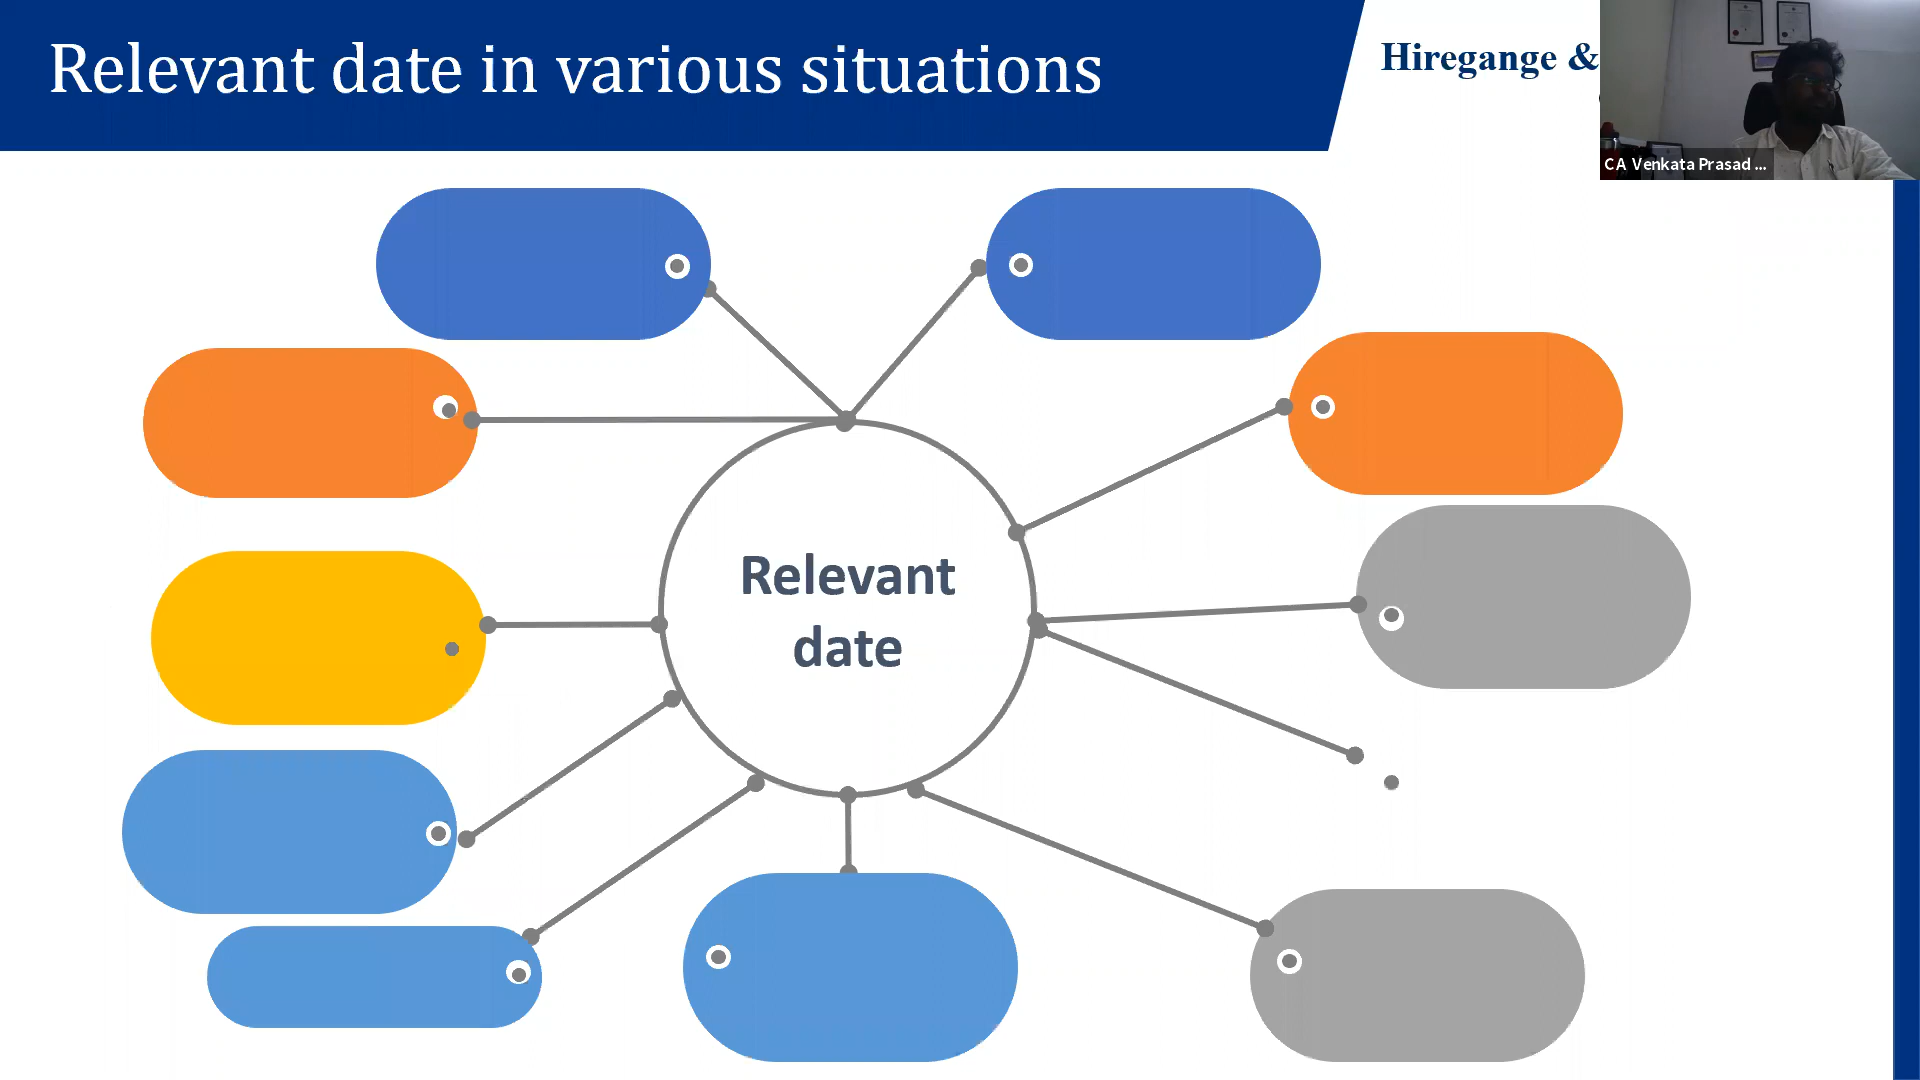 Relevant date in various situations
Hiregange &
CA Venkata Prasad ...
Relevant
date